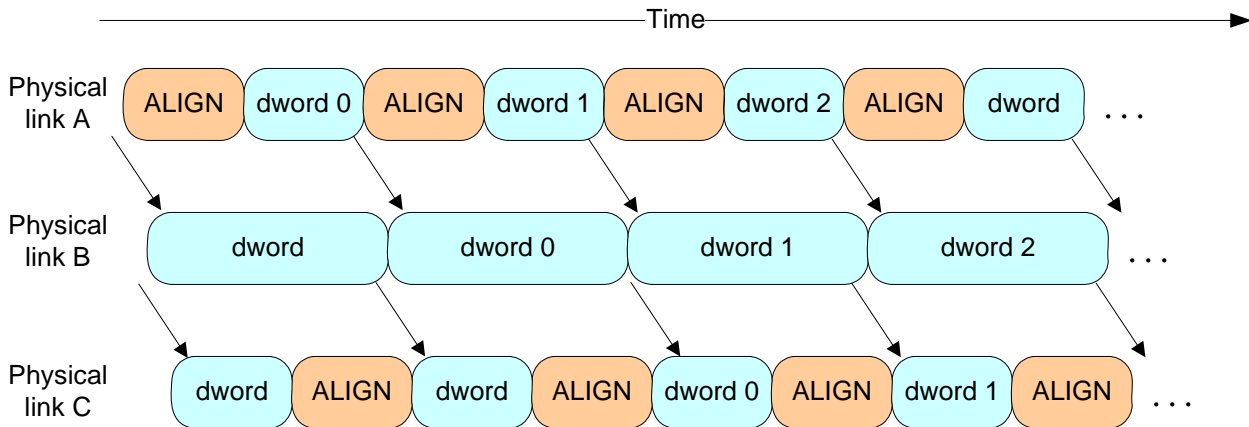 Time
Physical
link A
ALIGN dword 0 ALIGN dword 1 ALIGN dword 2 ALIGN dword . . .
Physical
link B
dword dword 0 dword 1 dword 2 . . .
Physical
link C
dword ALIGN dword ALIGN dword 0 ALIGN dword 1 ALIGN . . .